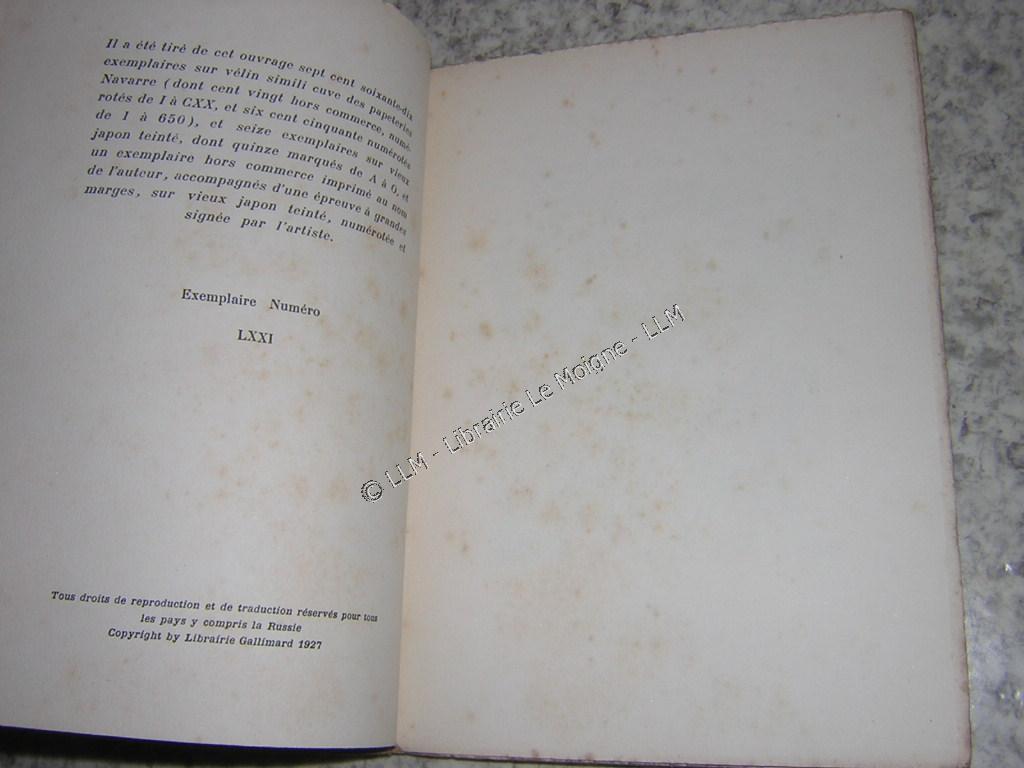 Il a été tiré de cet ouvrage sept cent soixante-dix
exemplaires sur vélin simili cuve des papeteries
Navarre (dont cent vingt hors commerce, numé-
rotés de I à CXX, et six cent cinquante numérotés
de 1 à 650), et seize exemplaires sur vieux
japon teinté, dont quinze marqués de A à O, et
un exemplaire hors commerce imprimé au nom
de l'auteur, accompagnés d'une épreuve à grandes
marges, sur vieux japon teinté, numérotée et
signée par l'artiste.
Exemplaire Numéro
LXXI
Tous droits de reproduction et de traduction réservés pour tous
les pays y compris la Russie
Copyright by Librairie Gallimard 1927
© LLM - Librairie Le Moigne - LLM